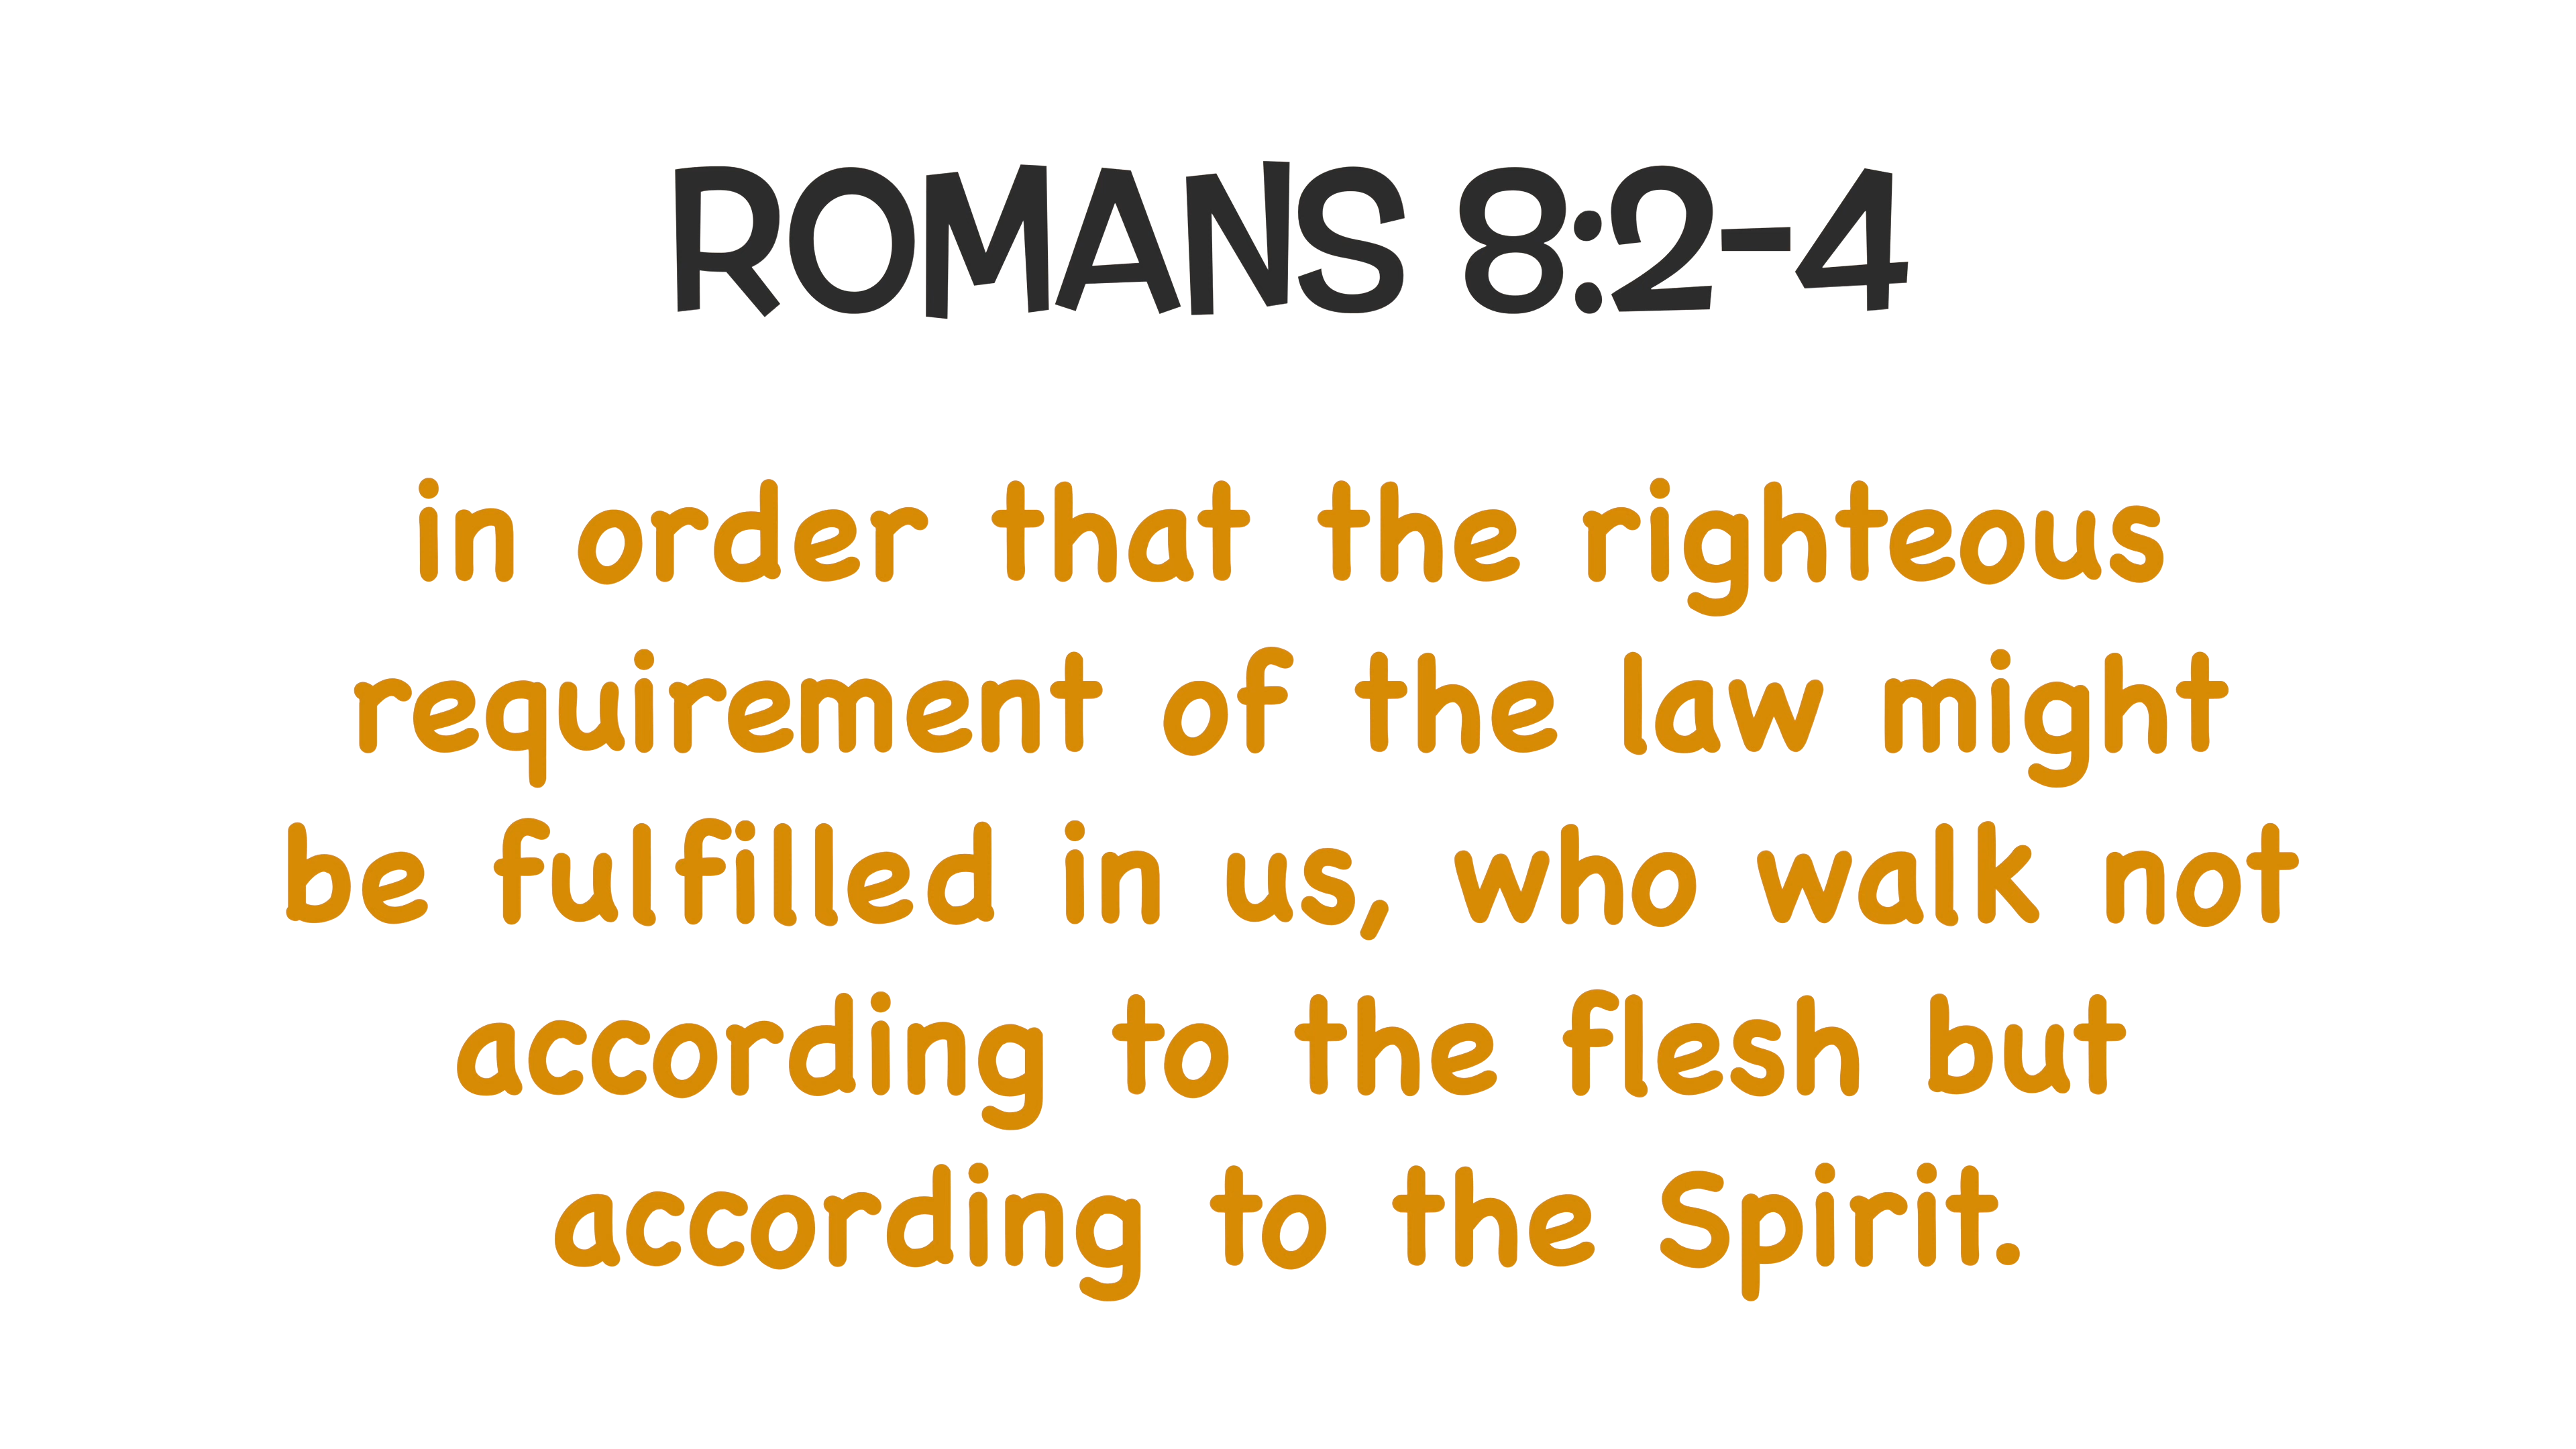 ROMANS 8:2-4
in order that the righteous
requirement of the law might
be fulfilled in us, who walk not
according to the flesh but
according to the Spirit.